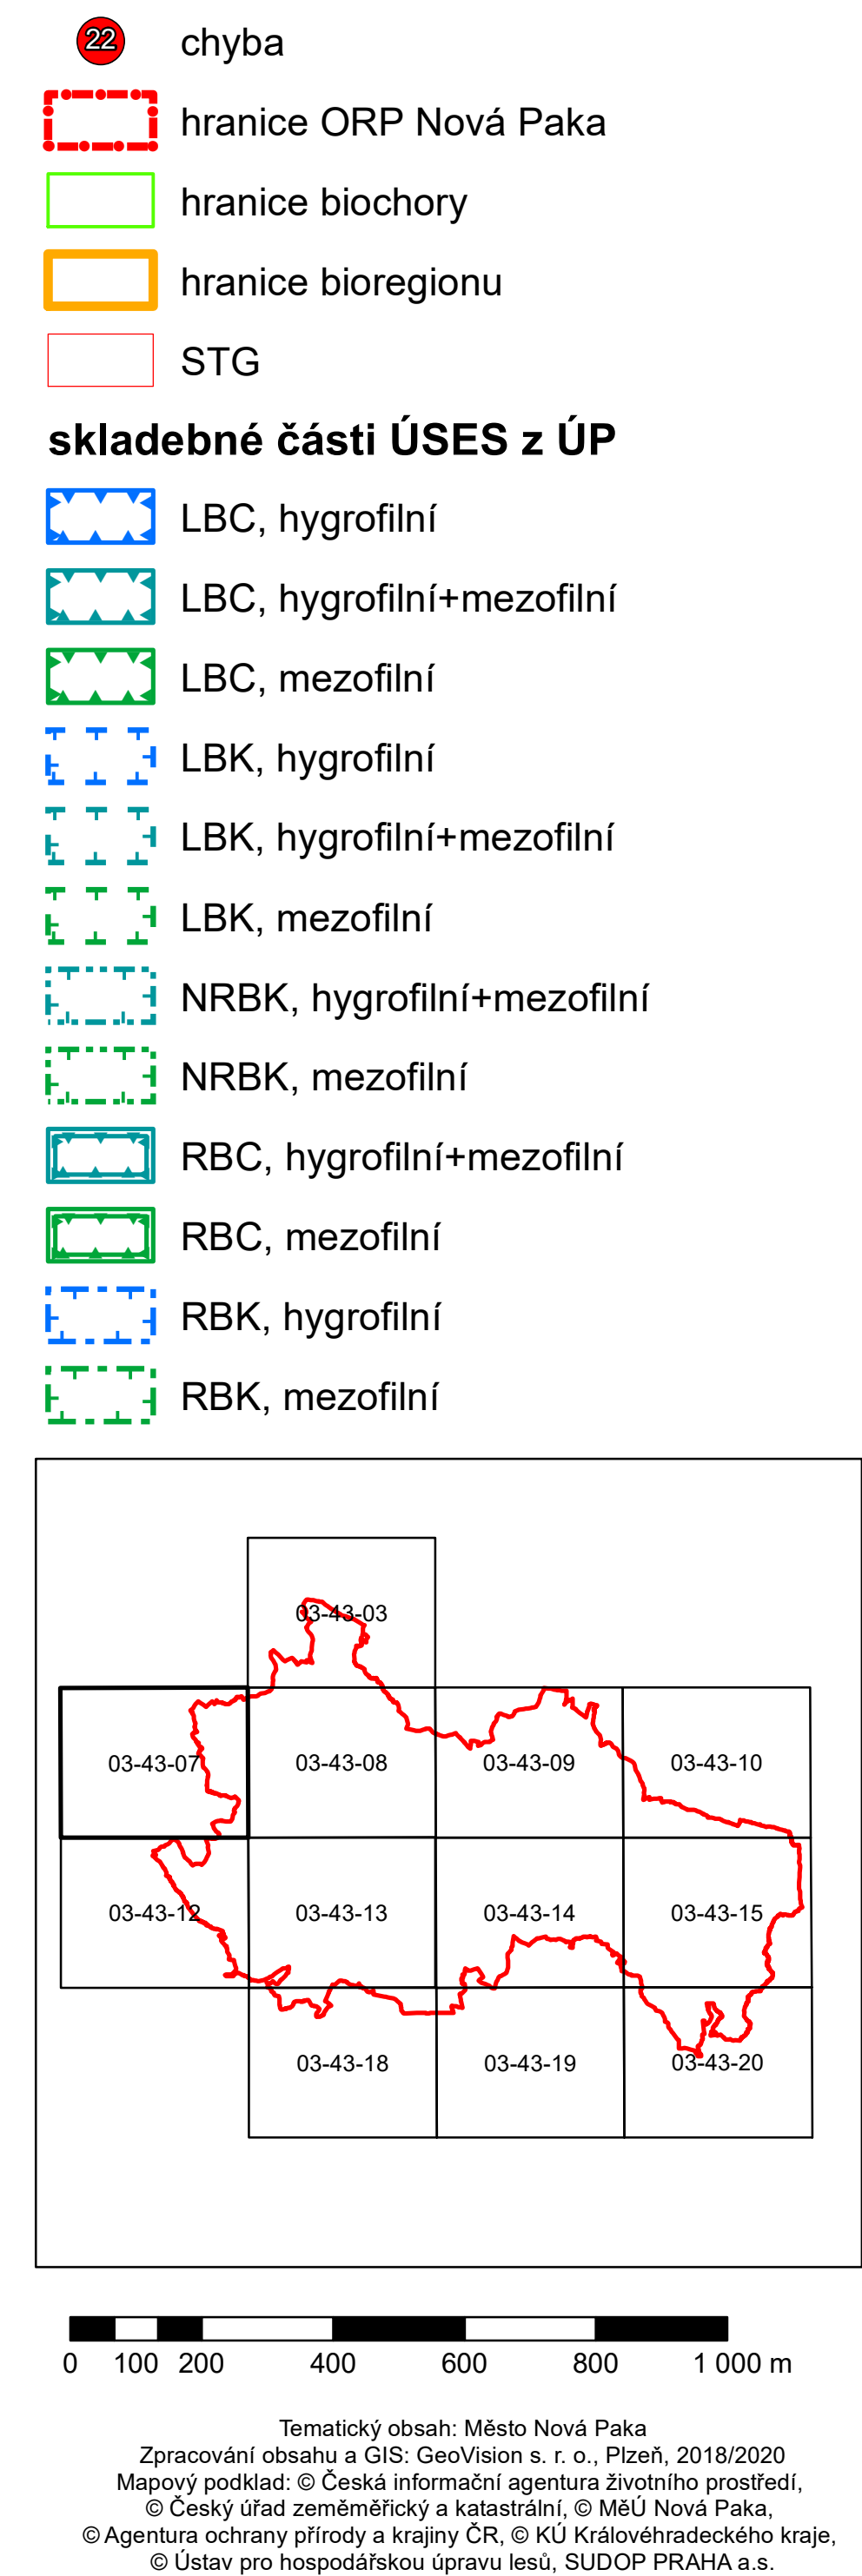 22 chyba
hranice ORP Nová Paka
hranice biochory
hranice bioregionu
STG
skladebné části ÚSES z ÚP
LBC, hygrofilní
LBC, hygrofilní+mezofilní
LBC, mezofilní
LBK, hygrofilní
LBK, hygrofilní+mezofilní
LBK, mezofilní
NRBK, hygrofilní+mezofilní
NRBK, mezofilní
RBC, hygrofilní+mezofilní
RBC, mezofilní
RBK, hygrofilní
RBK, mezofilní
03-43-03
03-43-07 03-43-08 03-43-09 03-43-10
03-43-12 03-43-13 03-43-14 03-43-15
03-43-18 03-43-19 03-43-20
0 100 200 400 600 800 1 000 m
Tematický obsah: Město Nová Paka
Zpracování obsahu a GIS: GeoVision s. r. o., Plzeň, 2018/2020
Mapový podklad: © Česká informační agentura životního prostředí,
© Český úřad zeměměřický a katastrální, © MěÚ Nová Paka,
© Agentura ochrany přírody a krajiny ČR, © KÚ Královéhradeckého kraje,
© Ústav pro hospodářskou úpravu lesů, SUDOP PRAHA a.s.